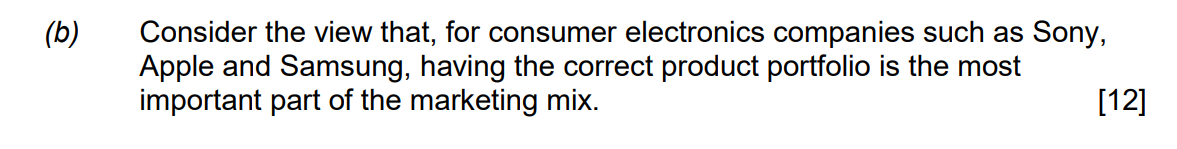 (b) Consider the view that, for consumer electronics companies such as Sony,
Apple and Samsung, having the correct product portfolio is the most
important part of the marketing mix. [12]